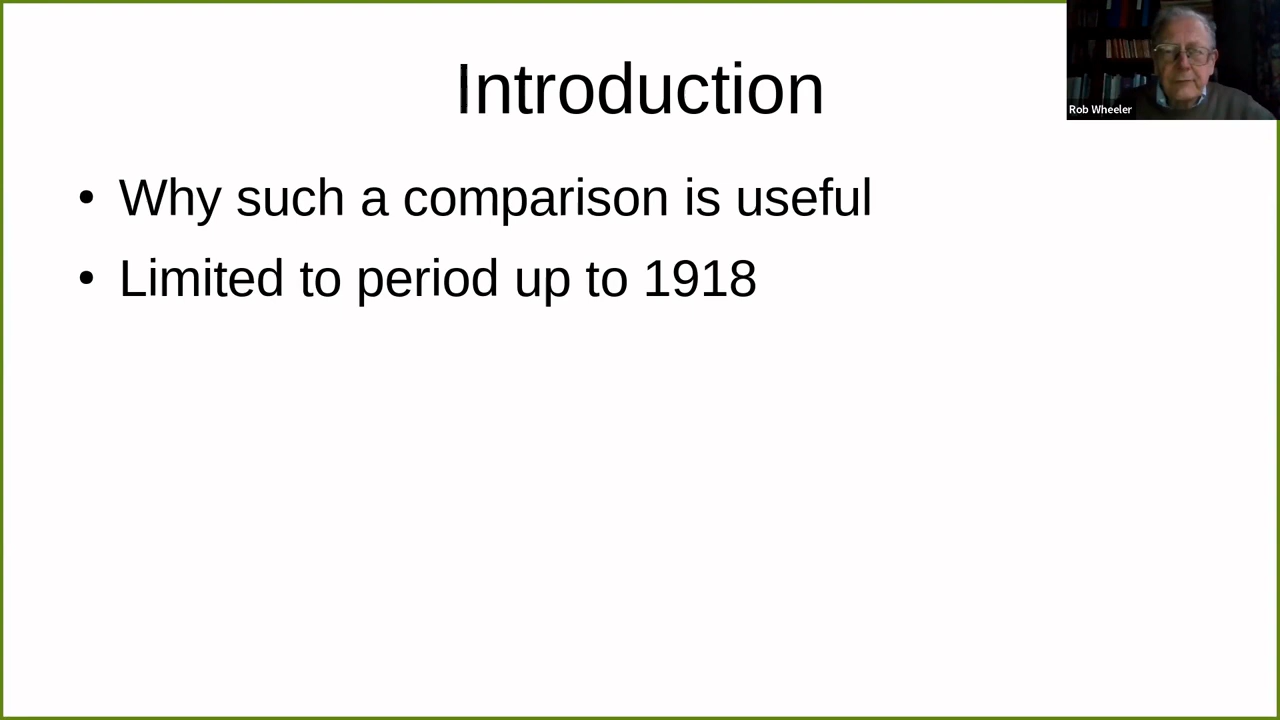 Introduction
Rob Wheeler
• Why such a comparison is useful
• Limited to period up to 1918